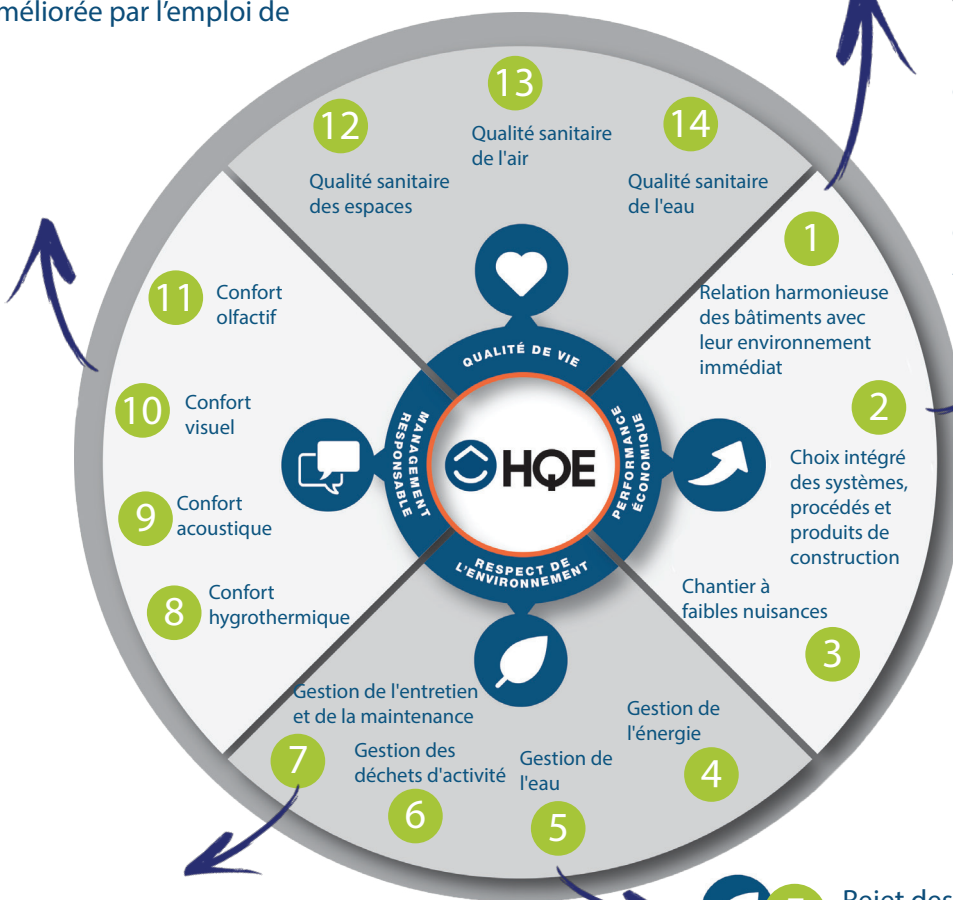 méliorée par l'emploi de
13
12
14
Qualité sanitaire
de l'air
Qualité sanitaire
des espaces
Qualité sanitaire
de l'eau
1
11
Confort
olfactif
Relation harmonieuse
des bâtiments avec
leur environnement
immédiat
QUALITÉ DE VIE
10
Confort
visuel
2
MANAGEMENT
RESPONSABLE
HQE
PERFORMANCE
ÉCONOMIQUE
Choix intégré
des systèmes,
procédés et
produits de
construction
9
Confort
acoustique
RESPECT DE
L'ENVIRONNEMENT
8
Confort
hygrothermique
Chantier à
faibles nuisances
3
Gestion de l'entretien
et de la maintenance
7
Gestion des
déchets d'activité
6
Gestion de
l'eau
5
Gestion de
l'énergie
4
Rejet des